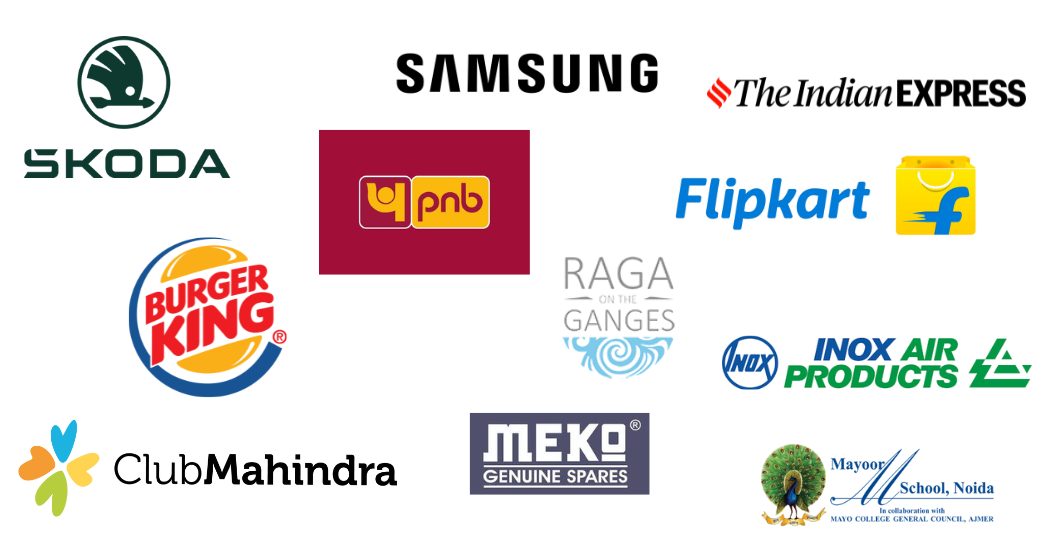 SKODA
SAMSUNG
The Indian EXPRESS
pnb
Flipkart
f
BURGER
KING
®
RAGA
ON THE
GANGES
INOX
INOX AIR
PRODUCTS
ClubMahindra
MEKO
®
GENUINE SPARES
Mayoor
School, Noida
In collaboration with
MAYO COLLEGE GENERAL COUNCIL, AJMER